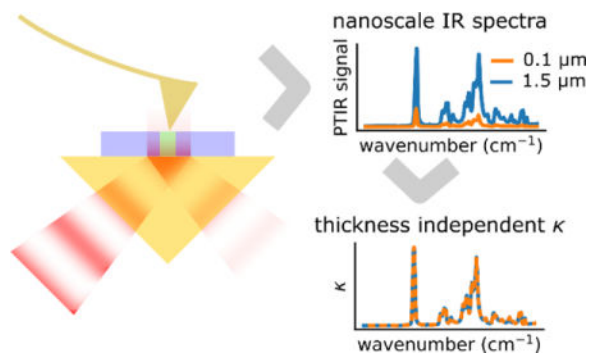 nanoscale IR spectra
0.1 μm
1.5 μm
PTIR signal
wavenumber (cm⁻¹)
thickness independent κ
κ
wavenumber (cm⁻¹)